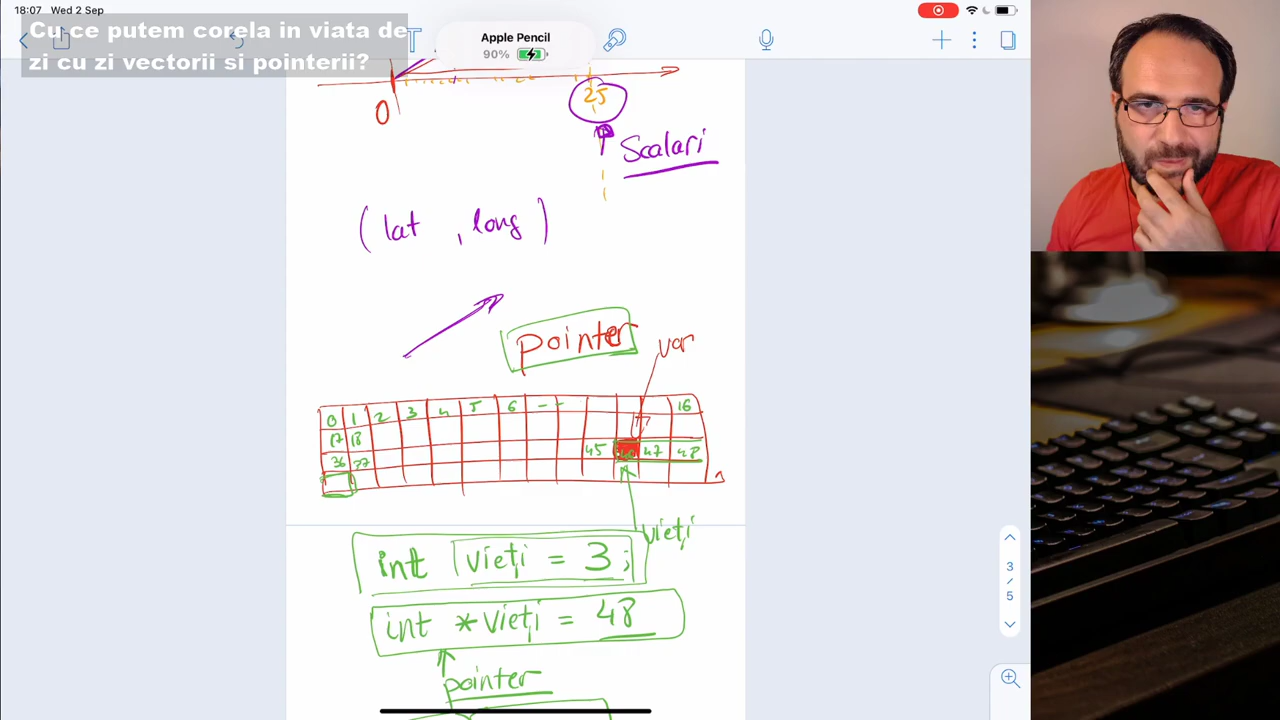 18:07 Wed 2 Sep
Cu ce putem corela in viata de
zi cu zi vectorii si pointerii?
Apple Pencil
90%
0
25
Scalari
(lat , long)
pointer
var
0 1 2 3 4 5 6 -- 16
17 18
45 47 48
36 37
vieți
int vieți = 3;
int *vieți = 48
pointer
3
/
5